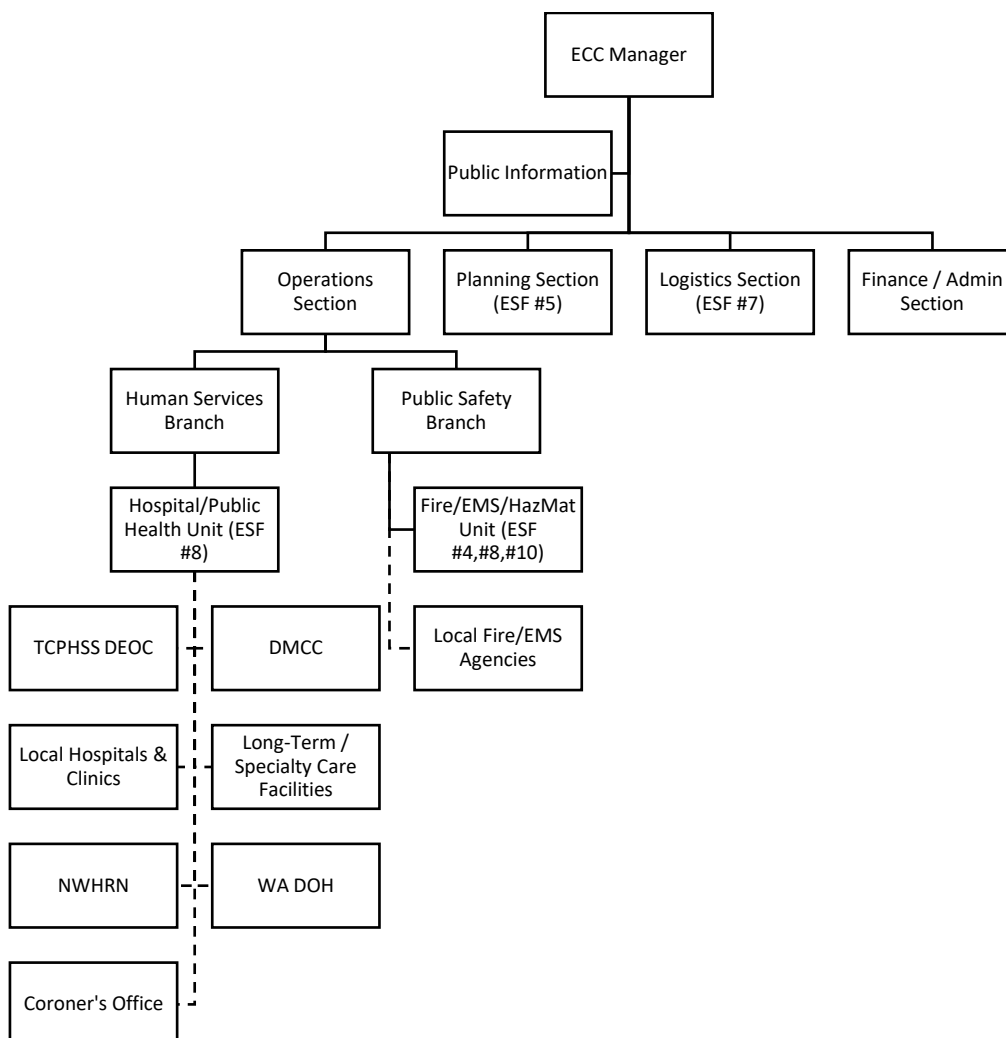 ECC Manager
Public Information
Operations
Section
Planning Section
(ESF #5)
Logistics Section
(ESF #7)
Finance / Admin
Section
Human Services
Branch
Public Safety
Branch
Hospital/Public
Health Unit (ESF
#8)
Fire/EMS/HazMat
Unit (ESF
#4,#8,#10)
TCPHSS DEOC
DMCC
Local Fire/EMS
Agencies
Local Hospitals &
Clinics
Long-Term /
Specialty Care
Facilities
NWHRN
WA DOH
Coroner's Office